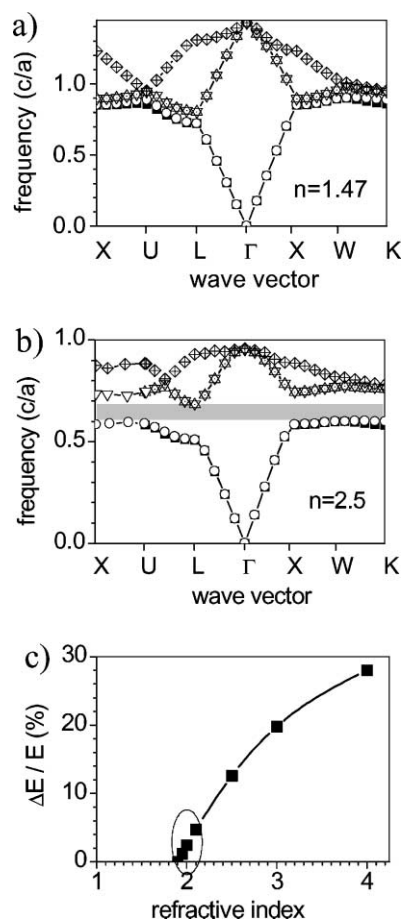 a)
frequency (c/a)
1.0
0.5
0.0
n=1.47
X U L Γ X W K
wave vector
b)
frequency (c/a)
1.0
0.5
0.0
n=2.5
X U L Γ X W K
wave vector
c)
ΔE / E (%)
30
20
10
0
1 2 3 4
refractive index